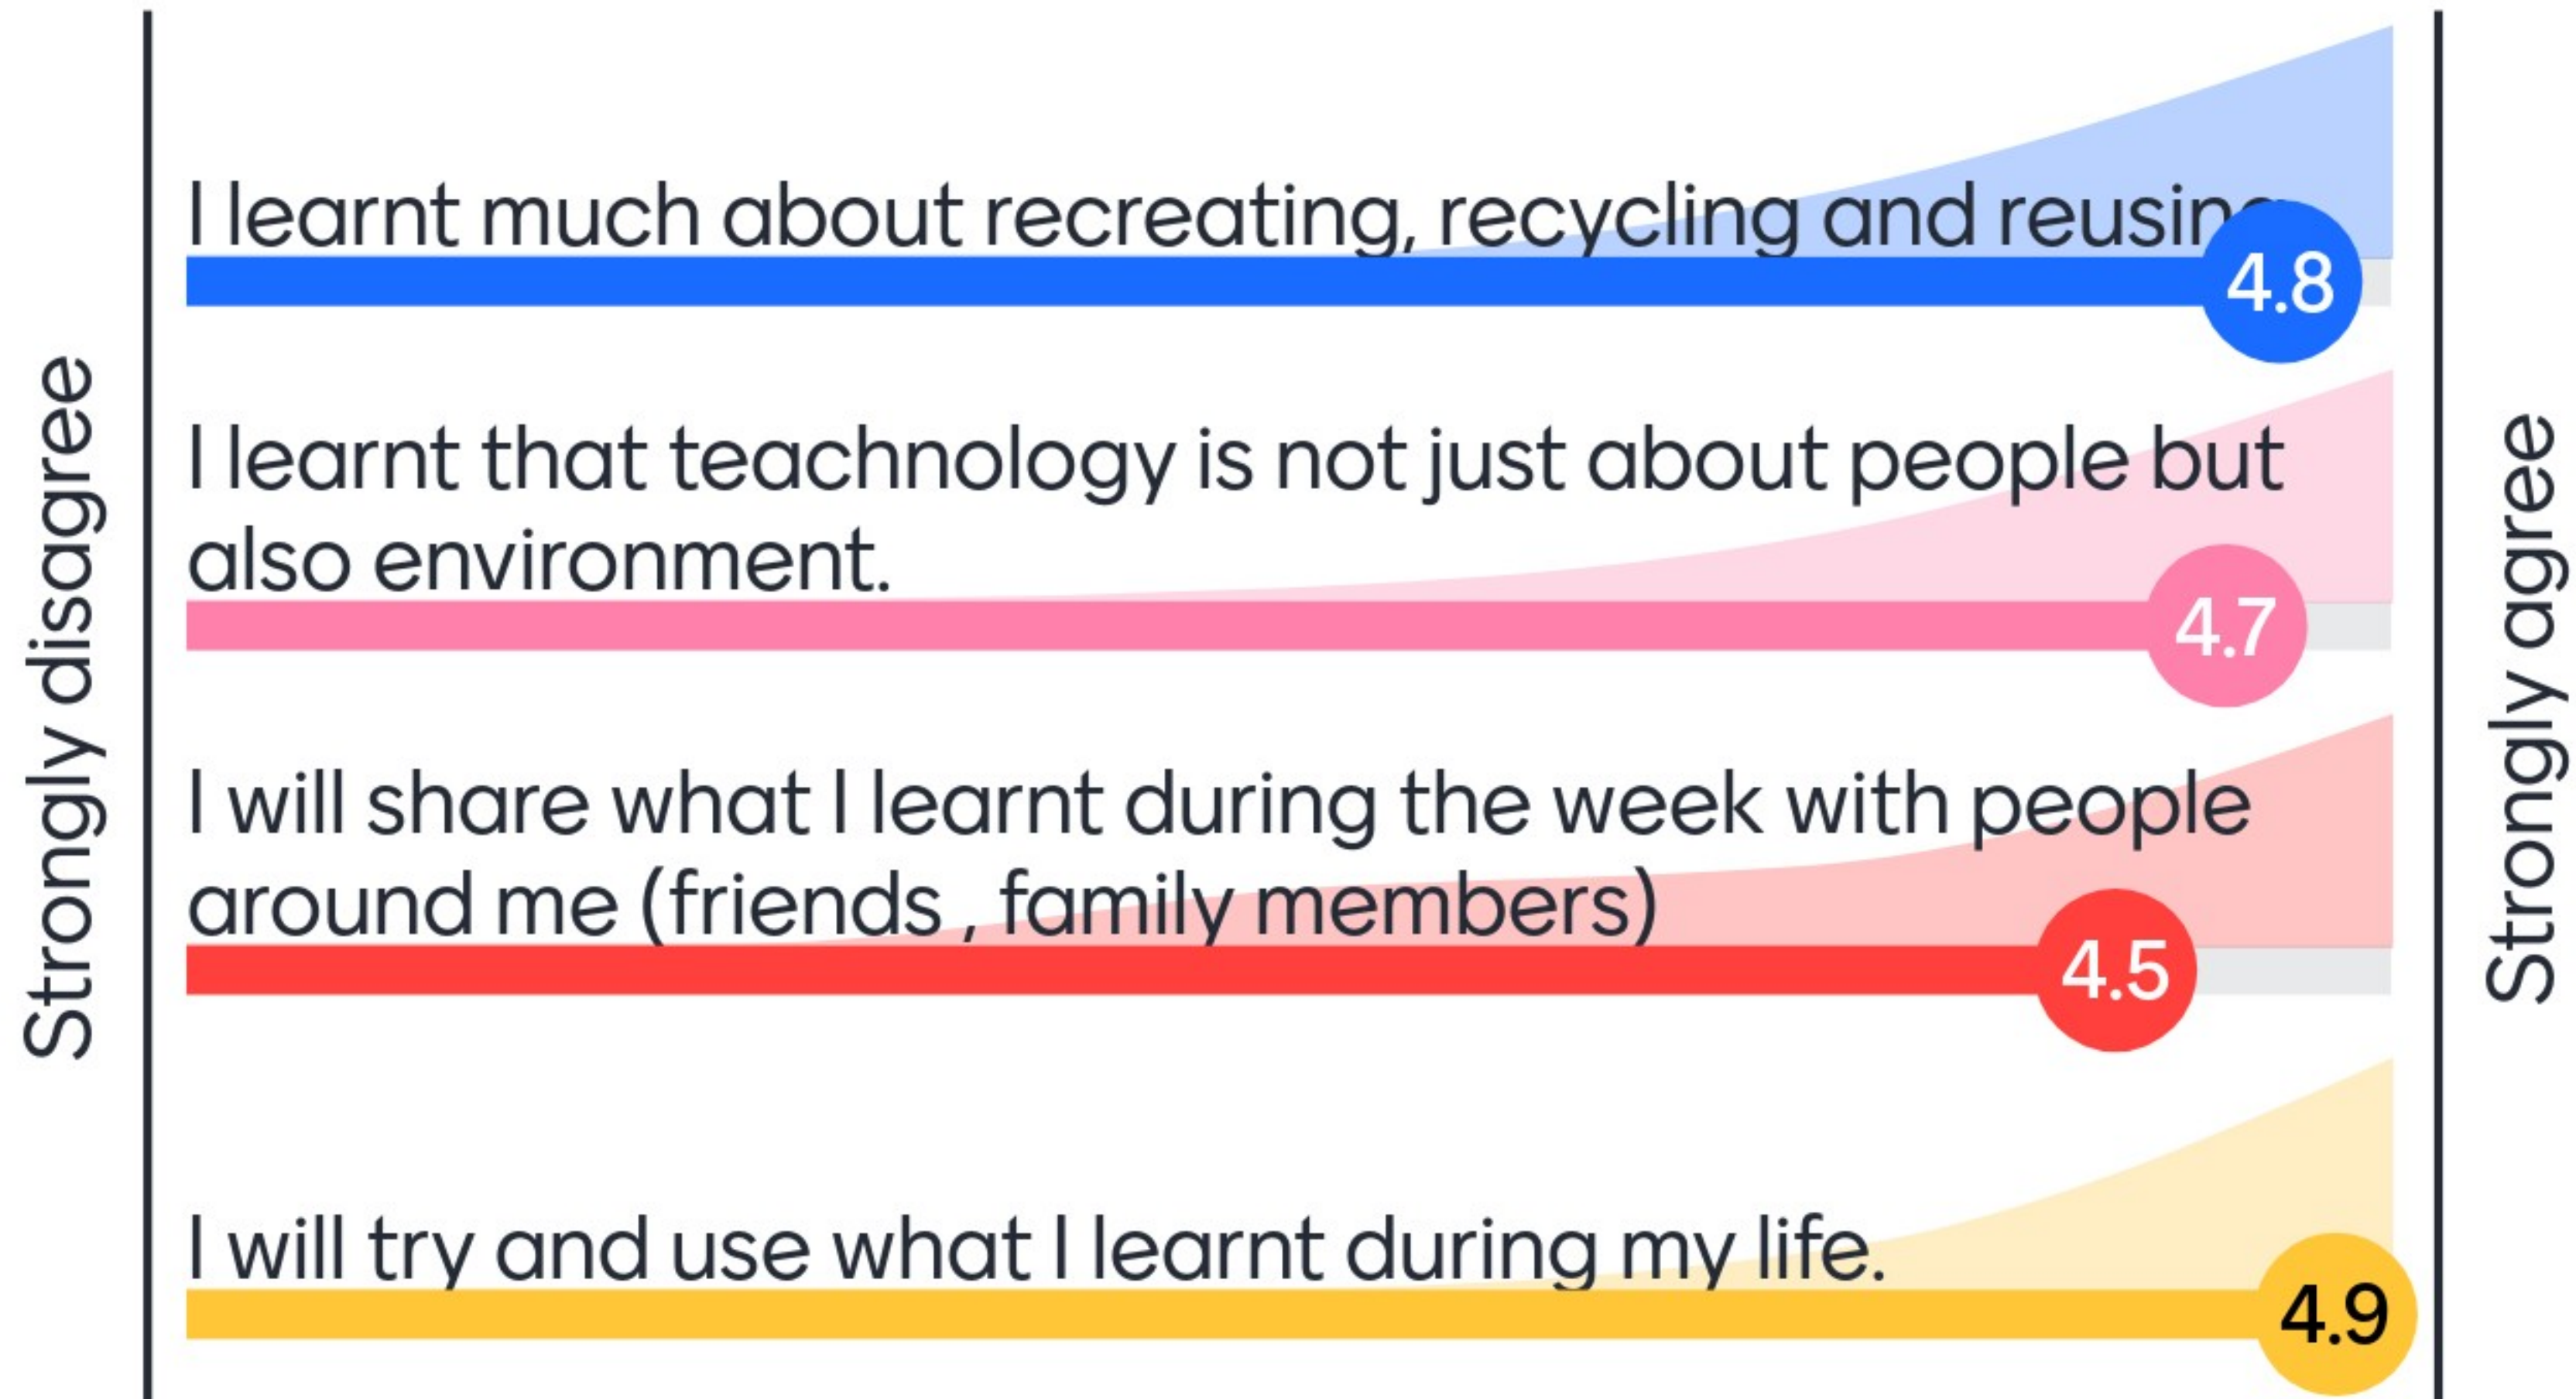 Strongly disagree
I learnt much about recreating, recycling and reusing
4.8
I learnt that teachnology is not just about people but
also environment.
4.7
I will share what I learnt during the week with people
around me (friends , family members)
4.5
I will try and use what I learnt during my life.
4.9
Strongly agree